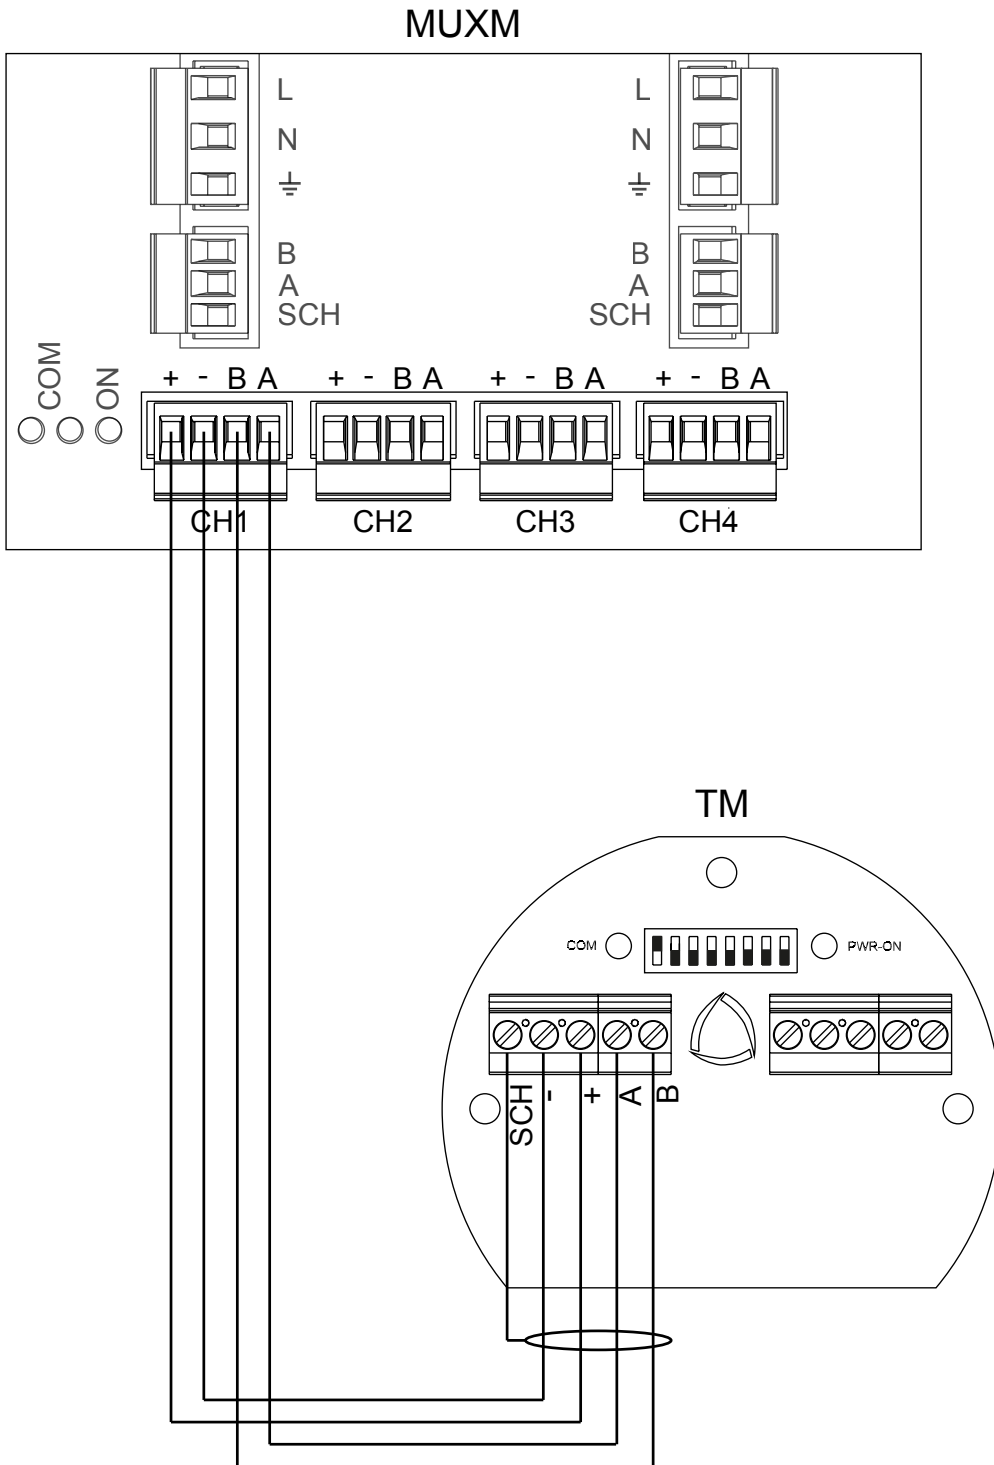 MUXM
L L
N N
B B
A A
SCH SCH
COM
ON
+ - B A + - B A + - B A + - B A
CH1 CH2 CH3 CH4
TM
COM PWR-ON
SCH - + A B